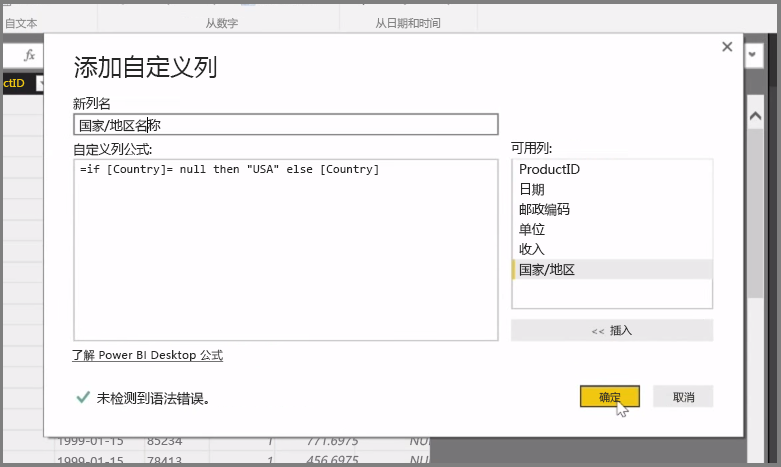 自文本
从数字
从日期和时间
fx
ctID
添加自定义列
新列名
国家/地区名称
自定义列公式:
=if [Country]= null then "USA" else [Country]
可用列:
ProductID
日期
邮政编码
单位
收入
国家/地区
<< 插入
了解 Power BI Desktop 公式
未检测到语法错误。
确定
取消
1999-01-15 85234 1 771.6975 NU
1999-01-15 78413 1 456.6975 NU